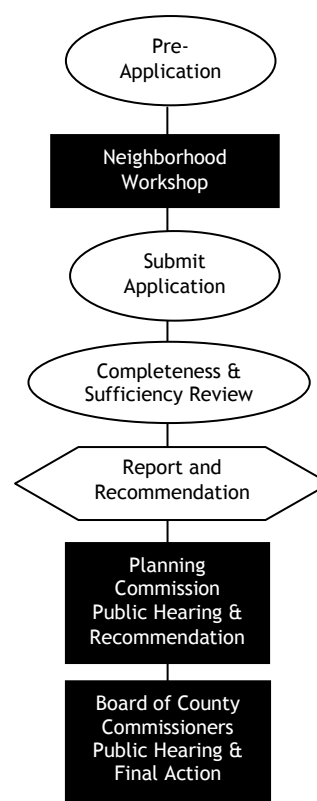 Pre-
Application
Neighborhood
Workshop
Submit
Application
Completeness &
Sufficiency Review
Report and
Recommendation
Planning
Commission
Public Hearing &
Recommendation
Board of County
Commissioners
Public Hearing &
Final Action